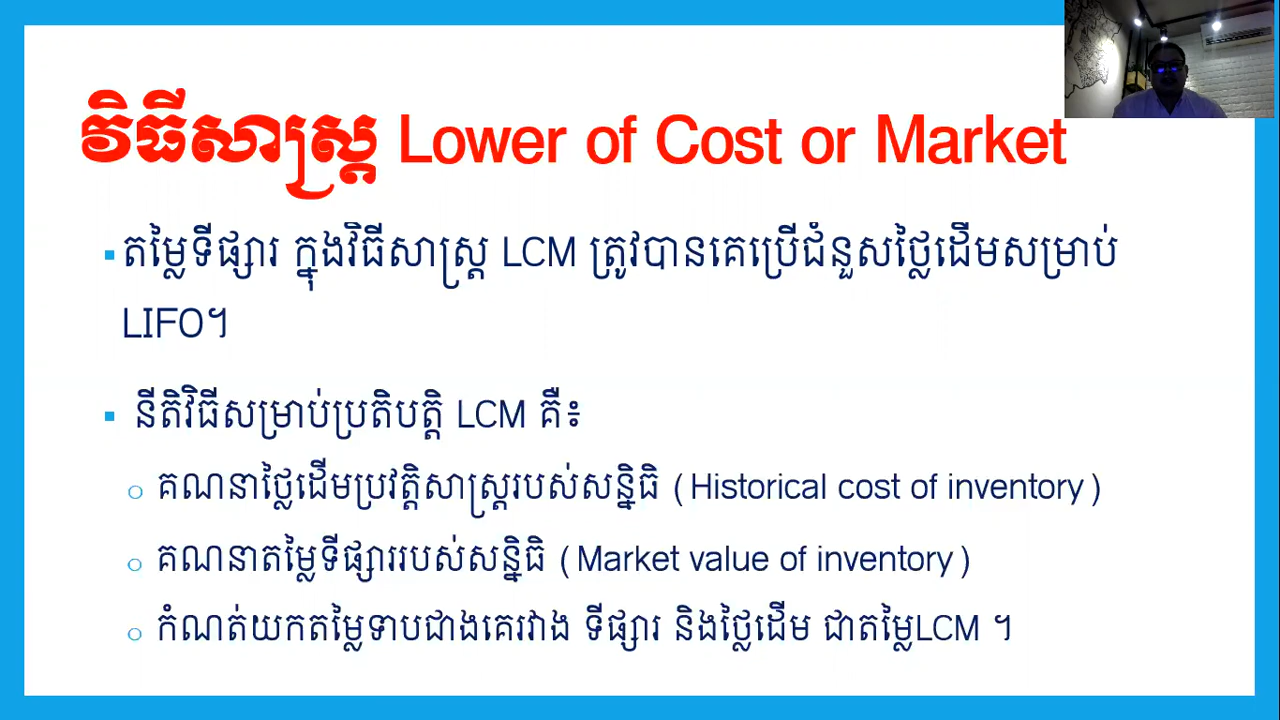 វិធីសាស្ត្រ Lower of Cost or Market
▪តម្លៃទីផ្សារ ក្នុងវិធីសាស្ត្រ LCM ត្រូវបានគេប្រើជំនួសថ្លៃដើមសម្រាប់
LIFO។
▪ នីតិវិធីសម្រាប់ប្រតិបត្តិ LCM គឺ៖
○ គណនាថ្លៃដើមប្រវត្តិសាស្ត្ររបស់សន្និធិ (Historical cost of inventory)
○ គណនាតម្លៃទីផ្សាររបស់សន្និធិ (Market value of inventory)
○ កំណត់យកតម្លៃទាបជាងគេរវាង ទីផ្សារ និងថ្លៃដើម ជាតម្លៃLCM ។